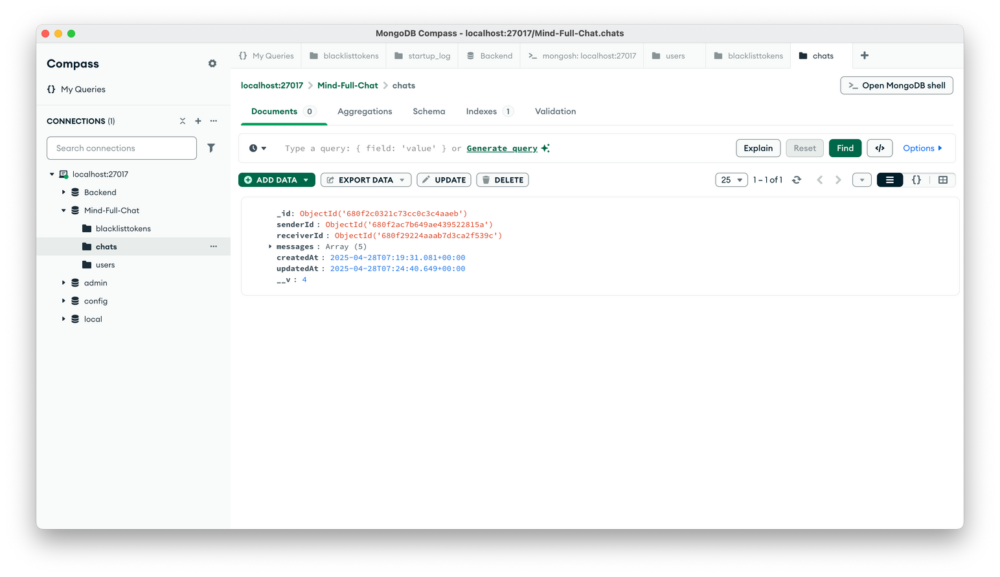 MongoDB Compass - localhost:27017/Mind-Full-Chat.chats
Compass
{} My Queries
CONNECTIONS (1)
Search connections
localhost:27017
Backend
Mind-Full-Chat
blacklisttokens
chats
users
admin
config
local
{} My Queries blacklisttokens startup_log Backend >_ mongosh: localhost:27017 users blacklisttokens chats +
localhost:27017 > Mind-Full-Chat > chats
>_ Open MongoDB shell
Documents 0 Aggregations Schema Indexes 1 Validation
Type a query: { field: 'value' } or Generate query
Explain Reset Find </> Options
ADD DATA EXPORT DATA UPDATE DELETE 25 1 – 1 of 1 {}
_id: ObjectId('680f2c0321c73cc0c3c4aaeb')
senderId : ObjectId('680f2ac7b649ae439522815a')
receiverId : ObjectId('680f29224aaab7d3ca2f539c')
messages : Array (5)
createdAt : 2025-04-28T07:19:31.081+00:00
updatedAt : 2025-04-28T07:24:40.649+00:00
__v : 4